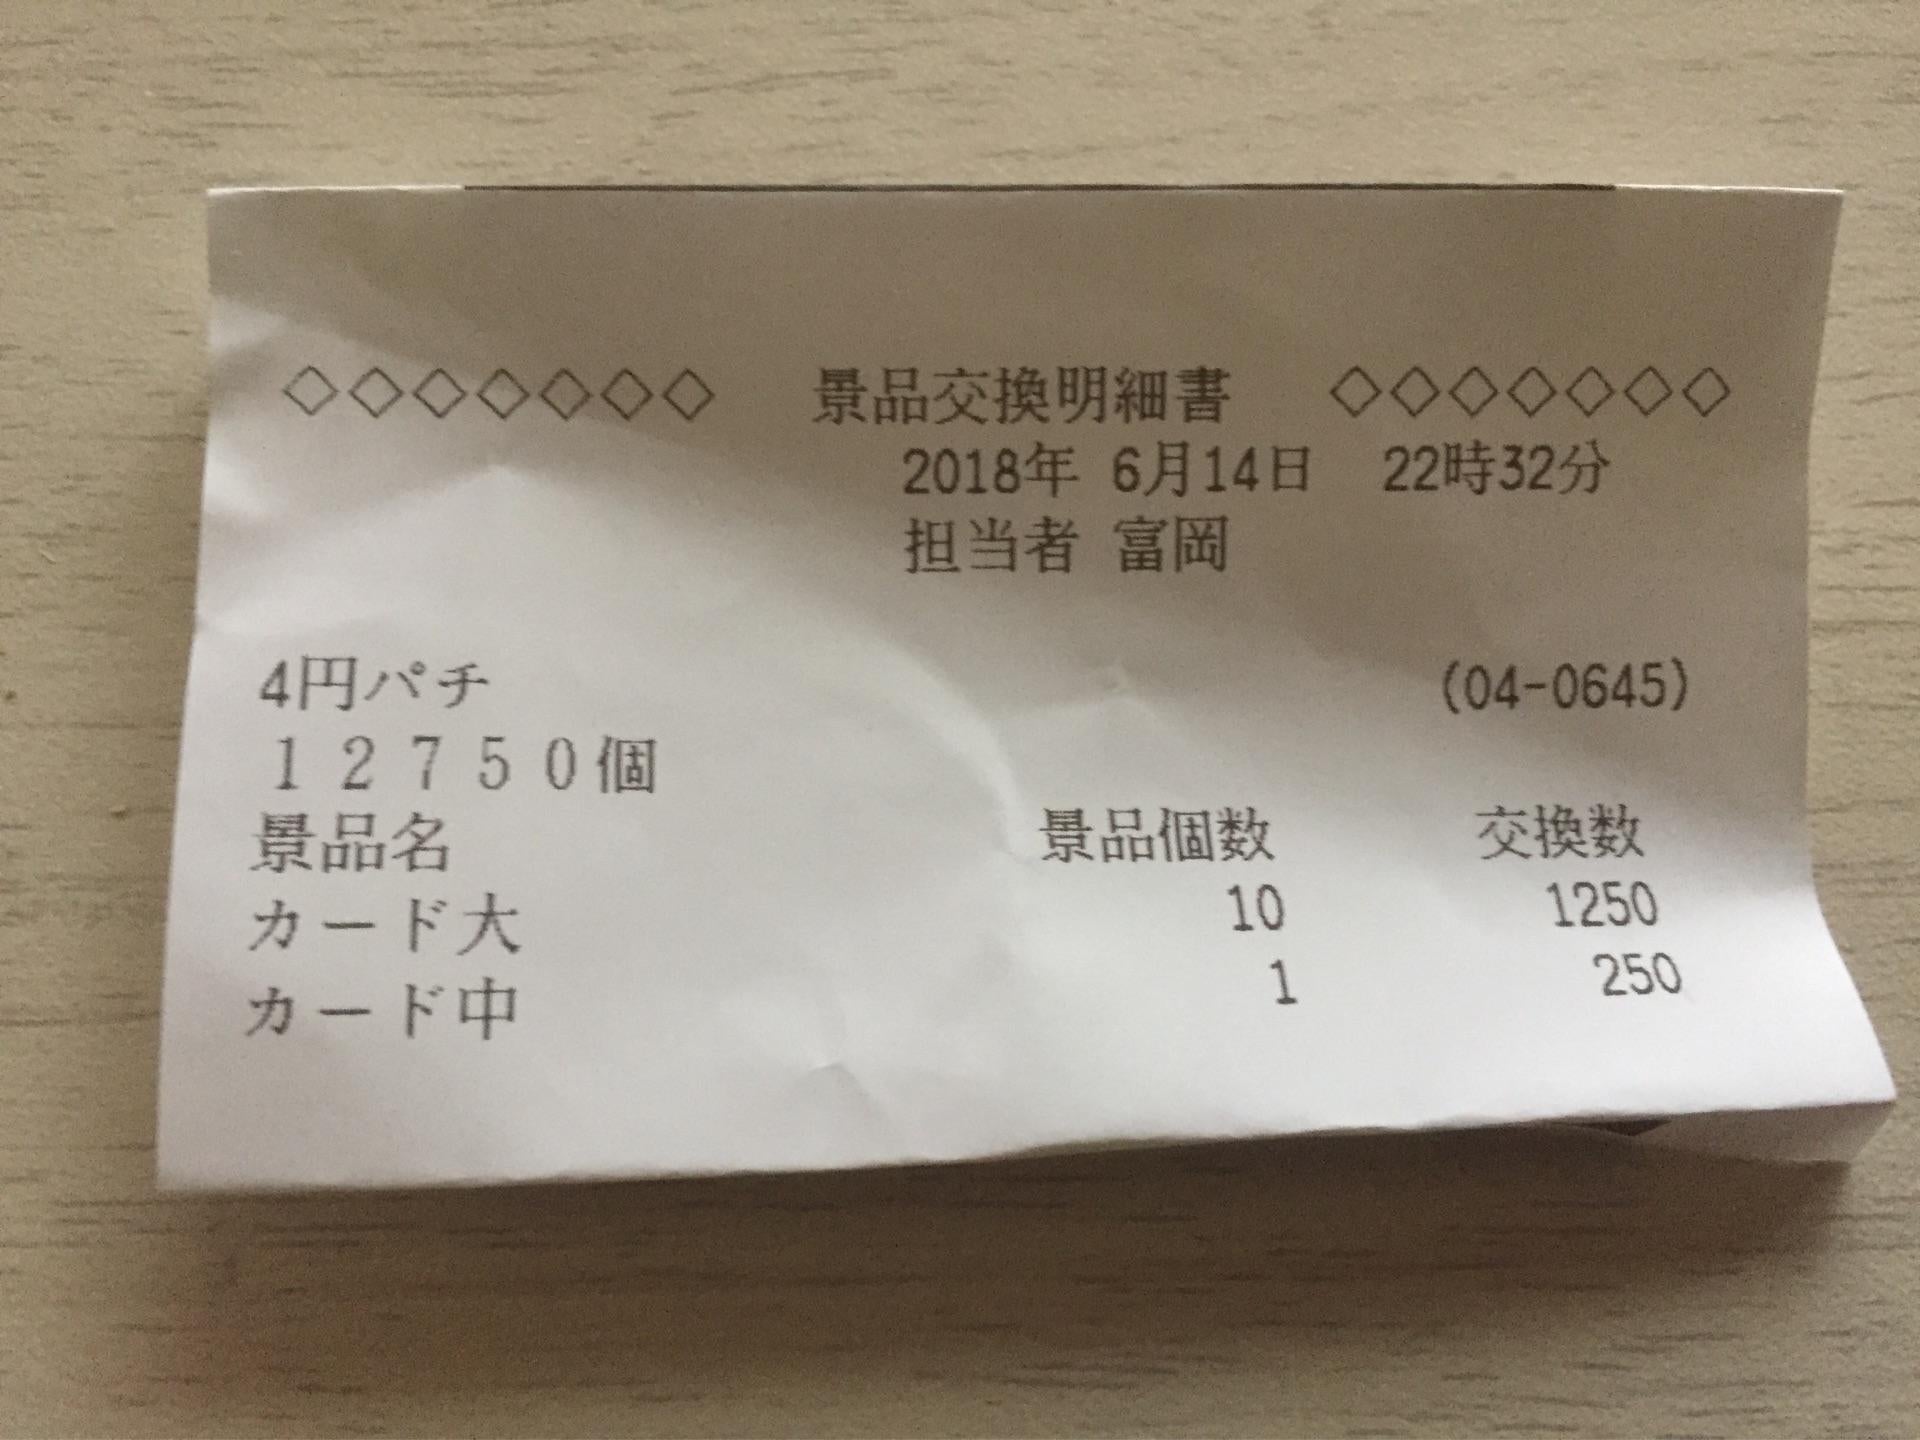 ◇◇◇◇◇◇◇ 景品交換明細書 ◇◇◇◇◇◇◇
2018年 6月14日 22時32分
担当者 富岡
4円パチ (04-0645)
12750個
景品名 景品個数 交換数
カード大 10 1250
カード中 1 250